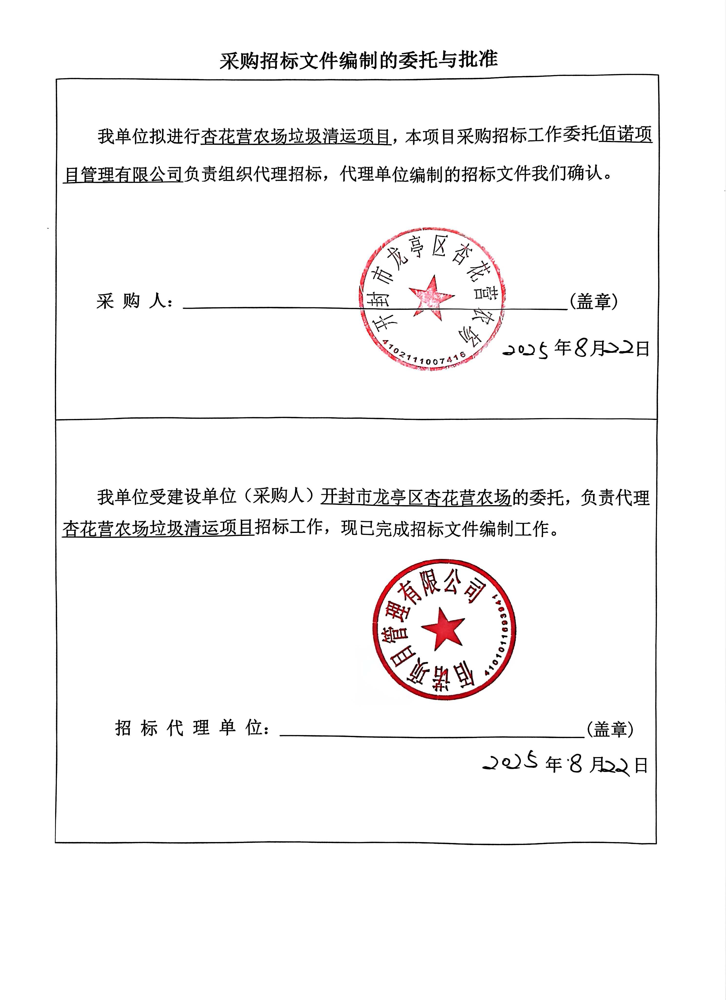 采购招标文件编制的委托与批准
我单位拟进行杏花营农场垃圾清运项目，本项目采购招标工作委托佰诺项
目管理有限公司负责组织代理招标，代理单位编制的招标文件我们确认。
开封市龙亭区杏花营农场
采 购 人：(盖章)
4102111007416
2025年8月22日
我单位受建设单位（采购人）开封市龙亭区杏花营农场的委托，负责代理
杏花营农场垃圾清运项目招标工作，现已完成招标文件编制工作。
佰诺项目管理有限公司
招 标 代 理 单 位：(盖章)
2025年8月22日